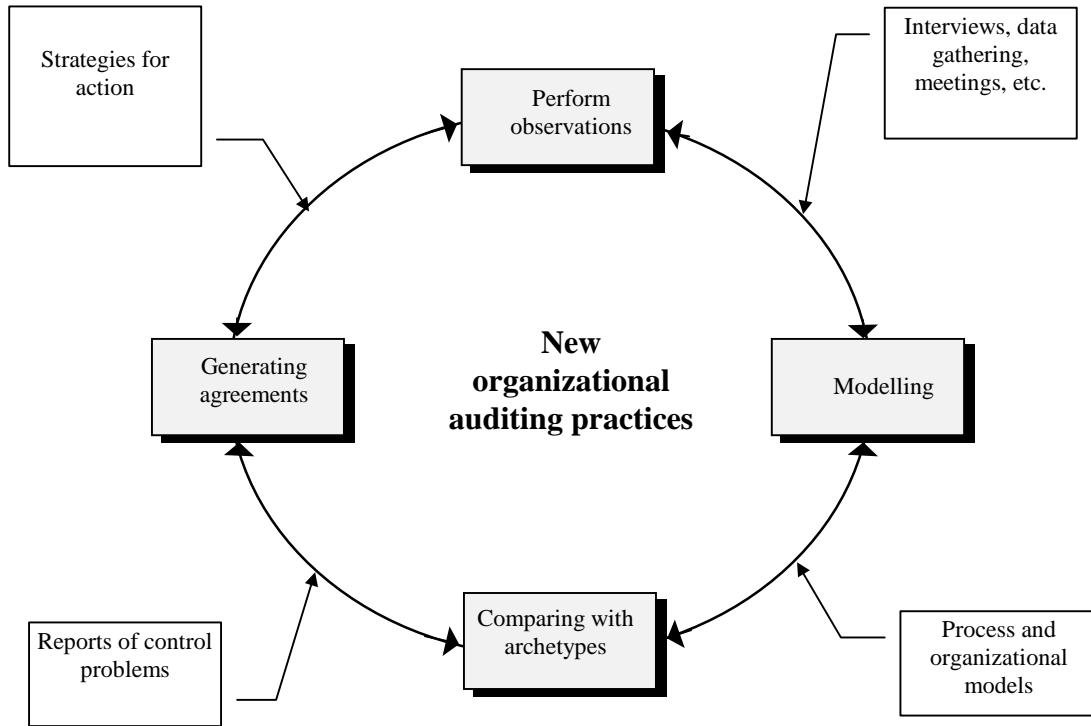 Strategies for
action
Perform
observations
Interviews, data
gathering,
meetings, etc.
Generating
agreements
New
organizational
auditing practices
Modelling
Reports of control
problems
Comparing with
archetypes
Process and
organizational
models